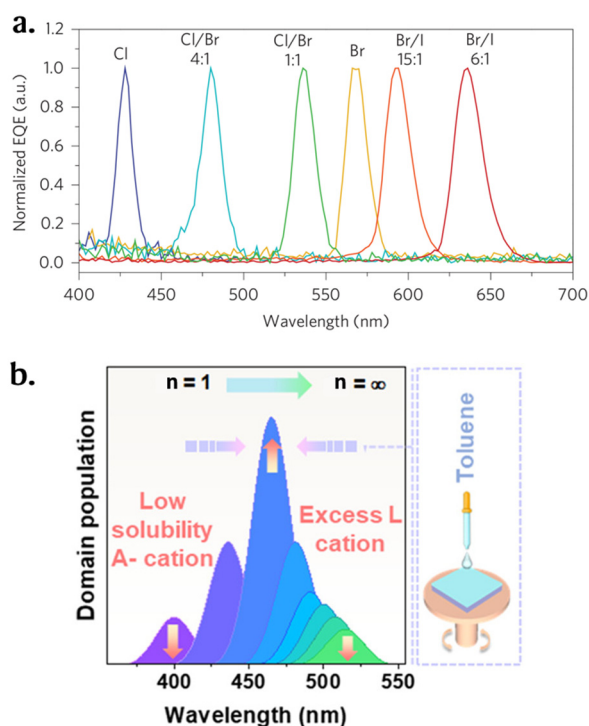 a.
1.2
1.0
0.8
0.6
0.4
0.2
0.0
Normalized EQE (a.u.)
Cl
Cl/Br
4:1
Cl/Br
1:1
Br
Br/I
15:1
Br/I
6:1
400
450
500
550
600
650
700
Wavelength (nm)
b.
n = 1
n = ∞
Domain population
Low
solubility
A- cation
Excess L
cation
400
450
500
550
Wavelength (nm)
Toluene